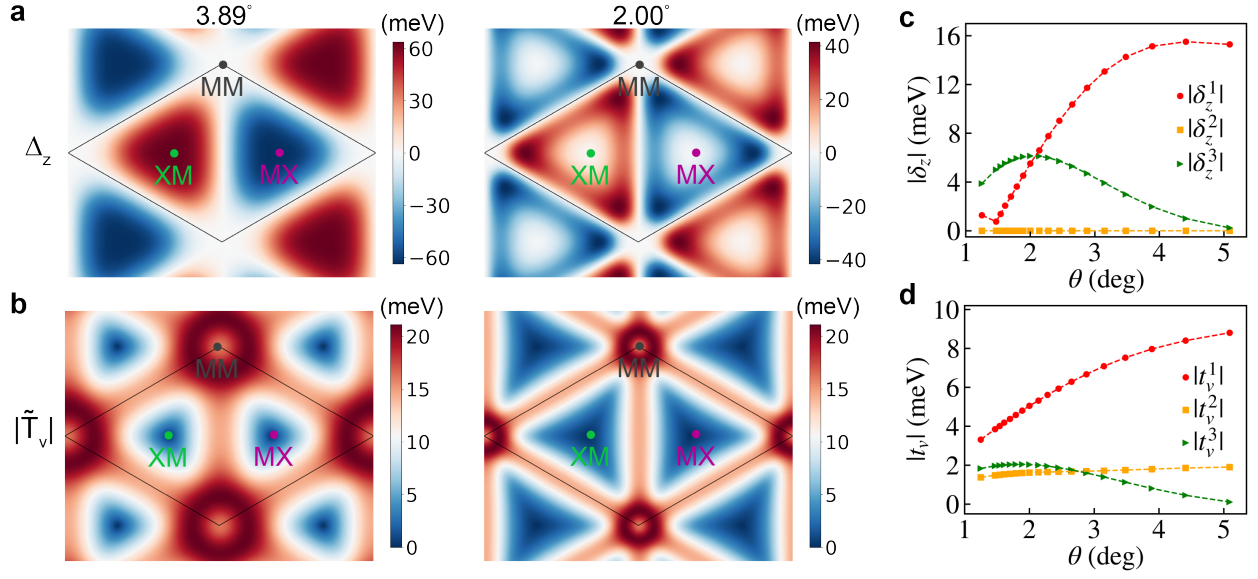 a
3.89°
(meV)
2.00°
(meV)
Δz
MM
XM
MX
60
30
0
−30
−60
MM
XM
MX
40
20
0
−20
−40
b
(meV)
(meV)
|T̃v|
MM
XM
MX
20
15
10
5
0
MM
XM
MX
20
15
10
5
0
c
|δz| (meV)
16
12
8
4
0
|δz¹|
|δz²|
|δz³|
1 2 3 4 5
θ (deg)
d
|tv| (meV)
10
8
6
4
2
0
|tv¹|
|tv²|
|tv³|
1 2 3 4 5
θ (deg)